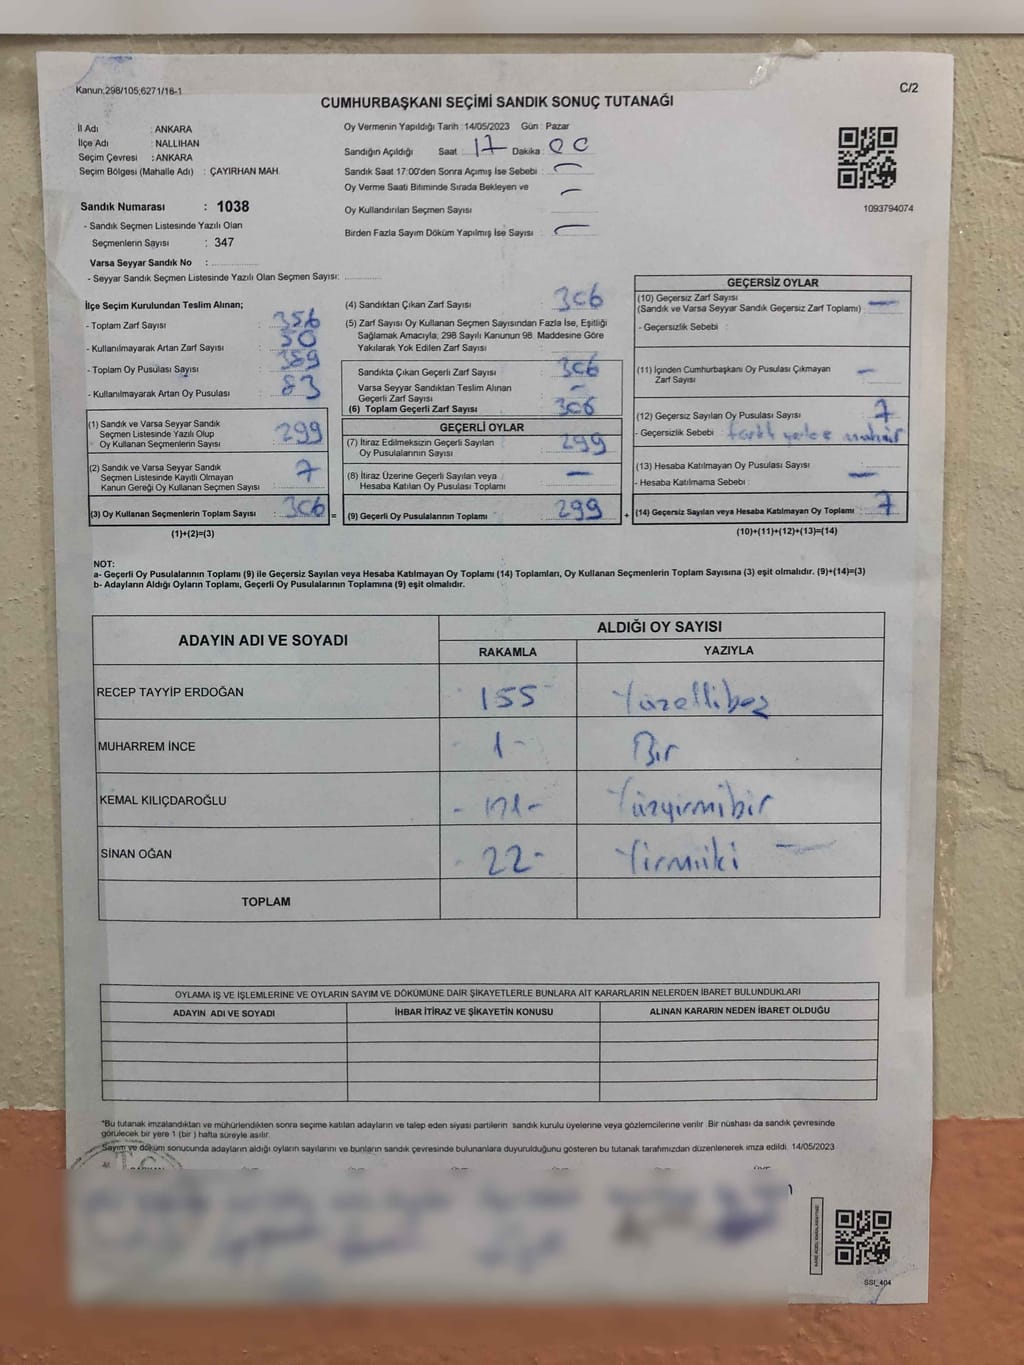 Kanun:298/105,6271/16-1
C/2
CUMHURBAŞKANI SEÇİMİ SANDIK SONUÇ TUTANAĞI
İl Adı : ANKARA
İlçe Adı : NALLIHAN
Seçim Çevresi : ANKARA
Seçim Bölgesi (Mahalle Adı) : ÇAYIRHAN MAH.
Oy Vermenin Yapıldığı Tarih : 14/05/2023 Gün : Pazar
Sandığın Açıldığı Saat : 17 Dakika : 00
Sandık Saat 17:00'den Sonra Açımış İse Sebebi : —
Oy Verme Saati Bitiminde Sırada Bekleyen ve —
Oy Kullandırılan Seçmen Sayısı
Birden Fazla Sayım Döküm Yapılmış İse Sayısı : —
1093794074
Sandık Numarası : 1038
- Sandık Seçmen Listesinde Yazılı Olan
Seçmenlerin Sayısı : 347
Varsa Seyyar Sandık No :
- Seyyar Sandık Seçmen Listesinde Yazılı Olan Seçmen Sayısı:
İlçe Seçim Kurulundan Teslim Alınan;
- Toplam Zarf Sayısı : 356
- Kullanılmayarak Artan Zarf Sayısı : 50
- Toplam Oy Pusulası Sayısı : 389
- Kullanılmayarak Artan Oy Pusulası : 83
(1) Sandık ve Varsa Seyyar Sandık
Seçmen Listesinde Yazılı Olup
Oy Kullanan Seçmenlerin Sayısı : 299
(2) Sandık ve Varsa Seyyar Sandık
Seçmen Listesinde Kayıtlı Olmayan
Kanun Gereği Oy Kullanan Seçmen Sayısı : 7
(3) Oy Kullanan Seçmenlerin Toplam Sayısı : 306 =
(1)+(2)=(3)
(4) Sandıktan Çıkan Zarf Sayısı : 306
(5) Zarf Sayısı Oy Kullanan Seçmen Sayısından Fazla İse, Eşitliği
Sağlamak Amacıyla, 298 Sayılı Kanunun 98. Maddesine Göre
Yakılarak Yok Edilen Zarf Sayısı :
Sandıkta Çıkan Geçerli Zarf Sayısı : 306
Varsa Seyyar Sandıktan Teslim Alınan
Geçerli Zarf Sayısı : —
(6) Toplam Geçerli Zarf Sayısı : 306
GEÇERLİ OYLAR
(7) İtiraz Edilmeksizin Geçerli Sayılan
Oy Pusulalarının Sayısı : 299
(8) İtiraz Üzerine Geçerli Sayılan veya
Hesaba Katılan Oy Pusulası Toplamı : —
(9) Geçerli Oy Pusulalarının Toplamı : 299 +
GEÇERSİZ OYLAR
(10) Geçersiz Zarf Sayısı
(Sandık ve Varsa Seyyar Sandık Geçersiz Zarf Toplamı) : —
- Geçersizlik Sebebi :
(11) İçinden Cumhurbaşkanı Oy Pusulası Çıkmayan
Zarf Sayısı : —
(12) Geçersiz Sayılan Oy Pusulası Sayısı : 7
- Geçersizlik Sebebi : farklı yerlere mühür
(13) Hesaba Katılmayan Oy Pusulası Sayısı : —
- Hesaba Katılmama Sebebi :
(14) Geçersiz Sayılan veya Hesaba Katılmayan Oy Toplamı : 7
(10)+(11)+(12)+(13)=(14)
NOT:
a- Geçerli Oy Pusulalarının Toplamı (9) ile Geçersiz Sayılan veya Hesaba Katılmayan Oy Toplamı (14) Toplamları, Oy Kullanan Seçmenlerin Toplam Sayısına (3) eşit olmalıdır. (9)+(14)=(3)
b- Adayların Aldığı Oyların Toplamı, Geçerli Oy Pusulalarının Toplamına (9) eşit olmalıdır.
ADAYIN ADI VE SOYADI
ALDIĞI OY SAYISI
RAKAMLA YAZIYLA
RECEP TAYYİP ERDOĞAN - 155 - Yüzellibeş
MUHARREM İNCE - 1 - Bir
KEMAL KILIÇDAROĞLU - 121 - Yüzyirmibir
SİNAN OĞAN - 22 - Yirmiiki —
TOPLAM
OYLAMA İŞ VE İŞLEMLERİNE VE OYLARIN SAYIM VE DÖKÜMÜNE DAİR ŞİKAYETLERLE BUNLARA AİT KARARLARIN NELERDEN İBARET BULUNDUKLARI
ADAYIN ADI VE SOYADI İHBAR İTİRAZ VE ŞİKAYETİN KONUSU ALINAN KARARIN NEDEN İBARET OLDUĞU
*Bu tutanak imzalandıktan ve mühürlendikten sonra seçime katılan adayların ve talep eden siyasi partilerin sandık kurulu üyelerine veya gözlemcilerine verilir. Bir nüshası da sandık çevresinde
görülecek bir yere 1 (bir ) hafta süreyle asılır.
Sayım ve döküm sonucunda adayların aldığı oyların sayılarını ve bunların sandık çevresinde bulunanlara duyurulduğunu gösteren bu tutanak tarafımızdan düzenlenerek imza edildi. 14/05/2023
T.C.
SSI_404